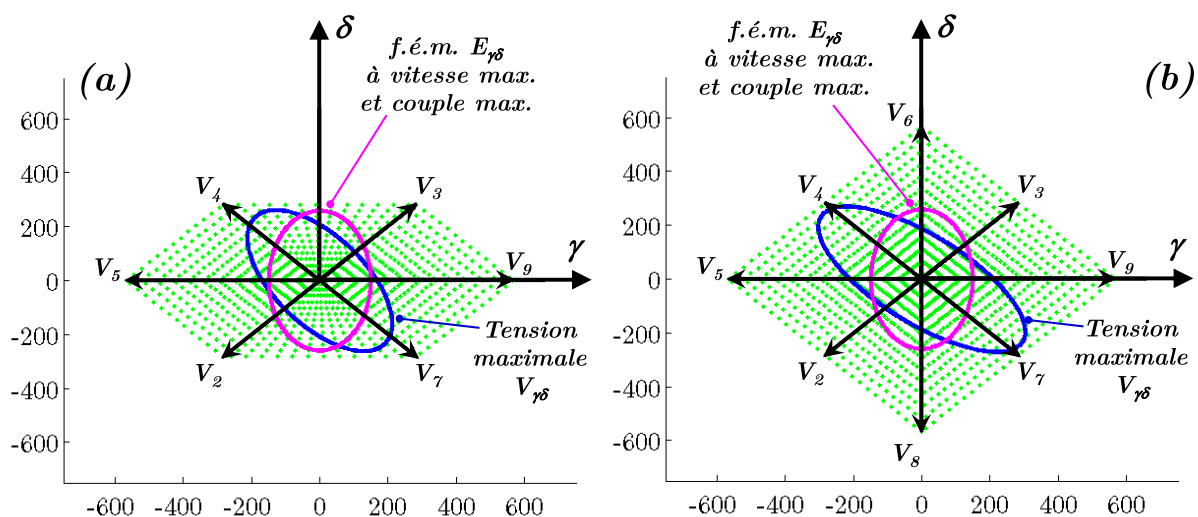 (a)
δ
f.é.m. Eγδ
à vitesse max.
et couple max.
600
400
200
0
-200
-400
-600
V4
V3
V5
V9
γ
V2
V7
Tension
maximale
Vγδ
-600 -400 -200 0 200 400 600
(b)
δ
f.é.m. Eγδ
à vitesse max.
et couple max.
600
400
200
0
-200
-400
-600
V6
V4
V3
V5
V9
γ
V2
V7
V8
Tension
maximale
Vγδ
-600 -400 -200 0 200 400 600